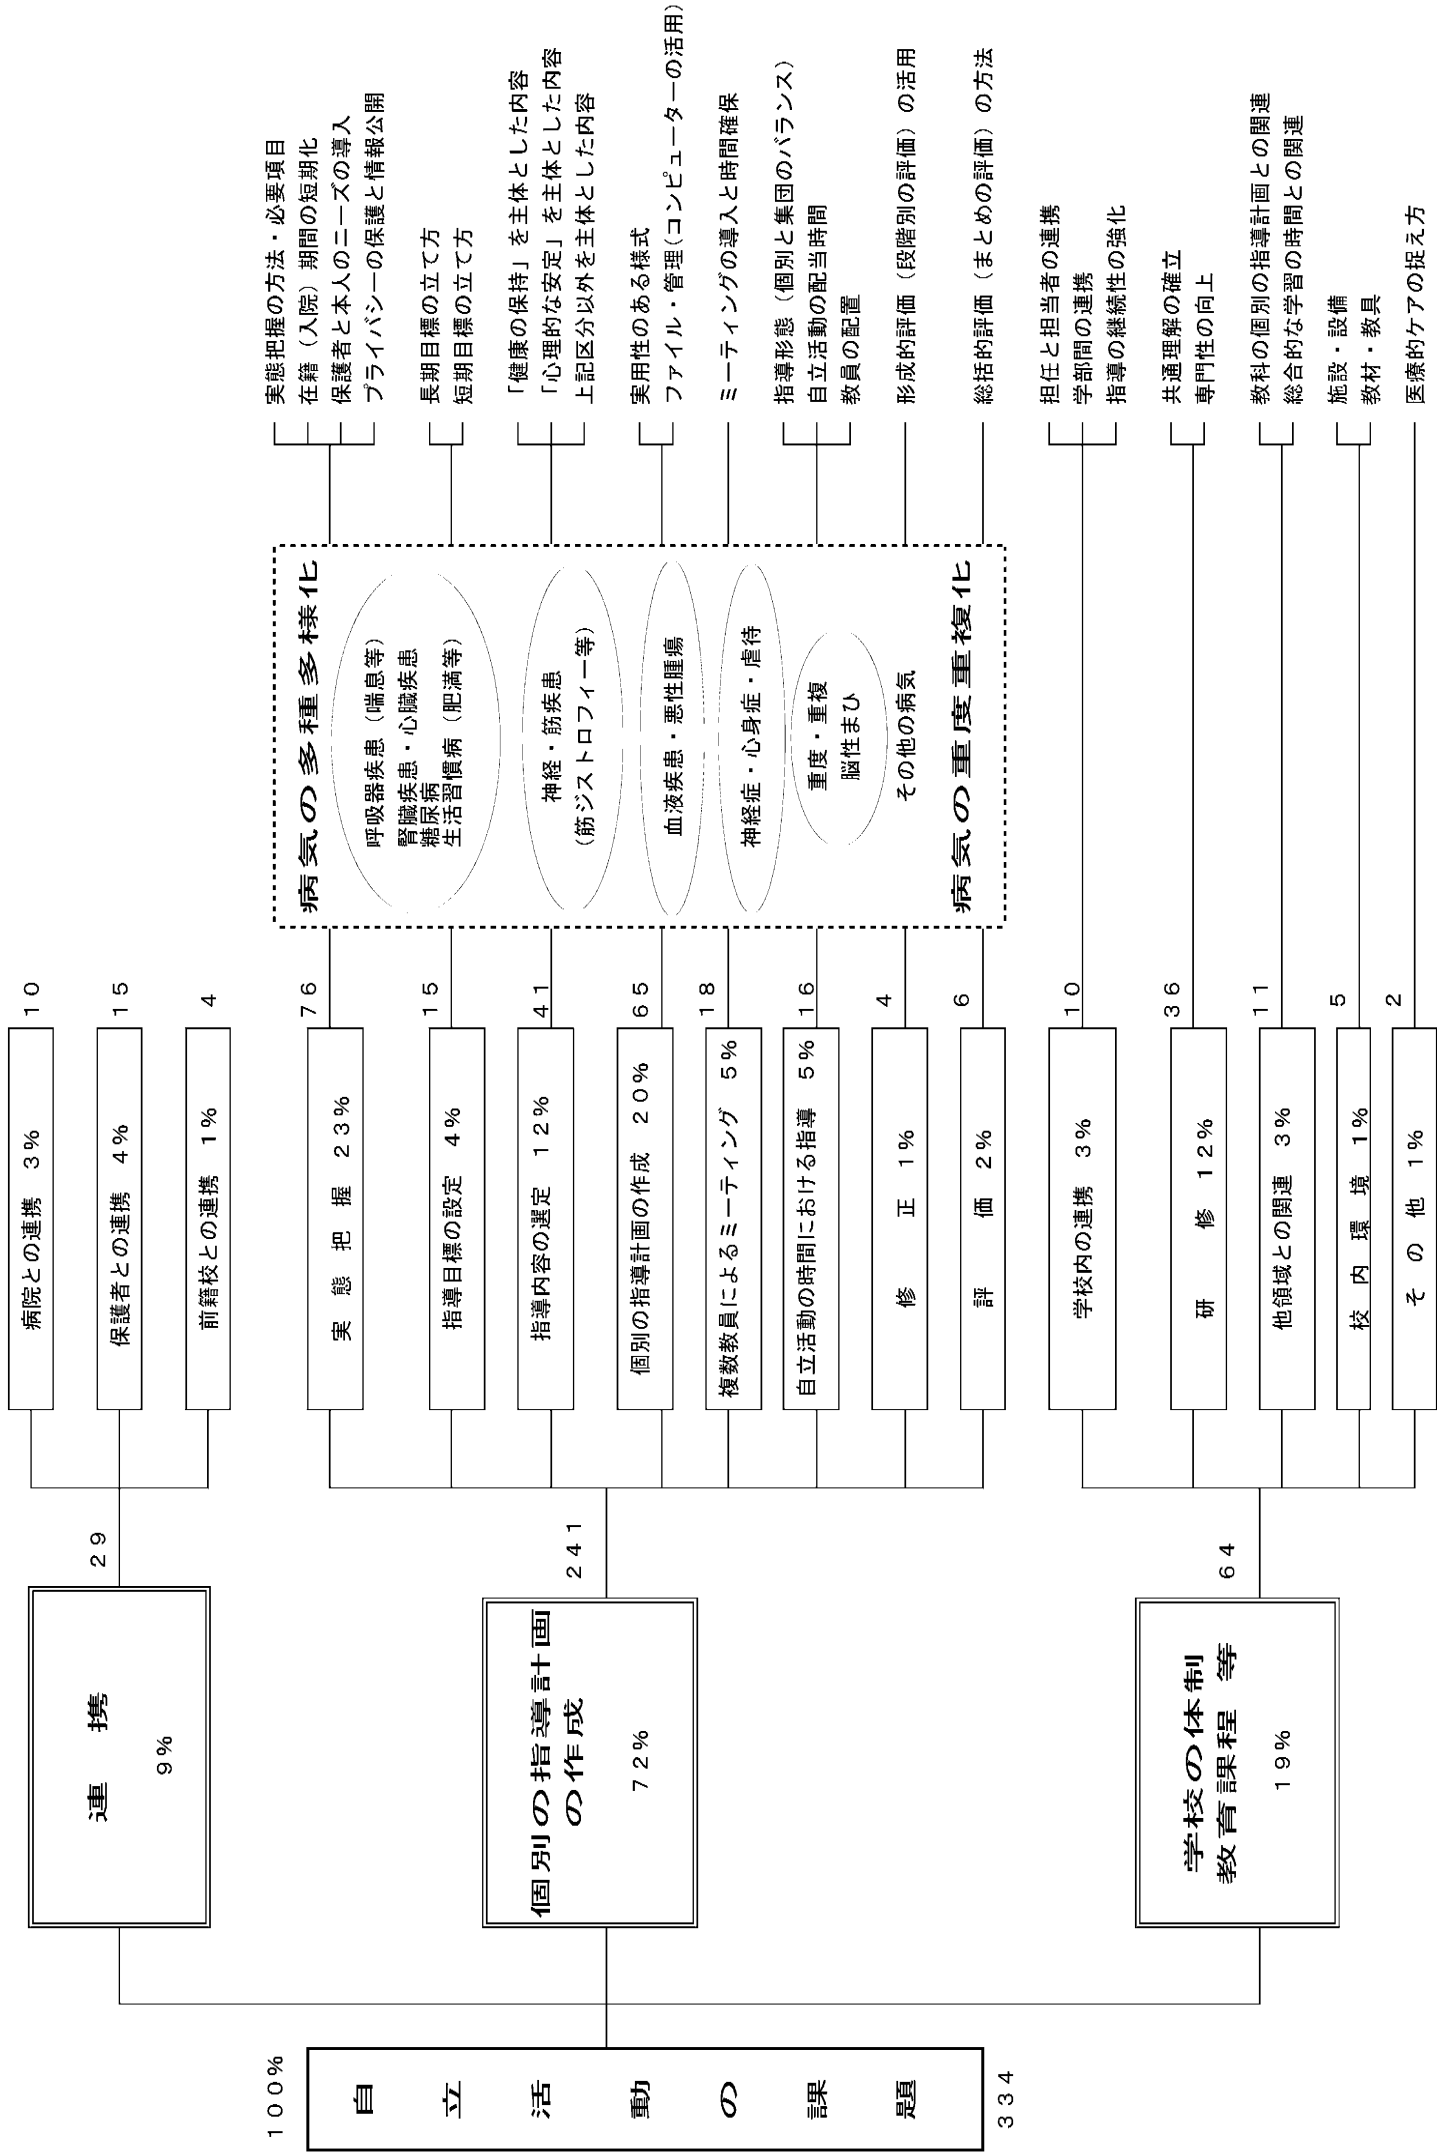 100%
自立活動の課題
334
連　携
9%
29
病院との連携　3%
10
保護者との連携　4%
15
前籍校との連携　1%
4
個別の指導計画
の作成
72%
241
実　態　把　握　23%
76
指導目標の設定　4%
15
指導内容の選定　12%
41
個別の指導計画の作成　20%
65
複数教員によるミーティング　5%
18
自立活動の時間における指導　5%
16
修　　正　1%
4
評　　価　2%
6
病気の多種多様化
呼吸器疾患（喘息等）
腎臓疾患・心臓疾患
糖尿病
生活習慣病（肥満等）
神経・筋疾患
（筋ジストロフィー等）
血液疾患・悪性腫瘍
神経症・心身症・虐待
重度・重複
脳性まひ
その他の病気
病気の重度重複化
実態把握の方法・必要項目
在籍（入院）期間の短期化
保護者と本人のニーズの導入
プライバシーの保護と情報公開
長期目標の立て方
短期目標の立て方
「健康の保持」を主体とした内容
「心理的な安定」を主体とした内容
上記区分以外を主体とした内容
実用性のある様式
ファイル・管理(コンピューターの活用)
ミーティングの導入と時間確保
指導形態（個別と集団のバランス）
自立活動の配当時間
教員の配置
形成的評価（段階別の評価）の活用
総括的評価（まとめの評価）の方法
学校の体制
教育課程　等
19%
64
学校内の連携　3%
10
研　　修　12%
36
他領域との関連　3%
11
校　内　環　境　1%
5
そ　の　他　1%
2
担任と担当者の連携
学部間の連携
指導の継続性の強化
共通理解の確立
専門性の向上
教科の個別の指導計画との関連
総合的な学習の時間との関連
施設・設備
教材・教具
医療的ケアの捉え方